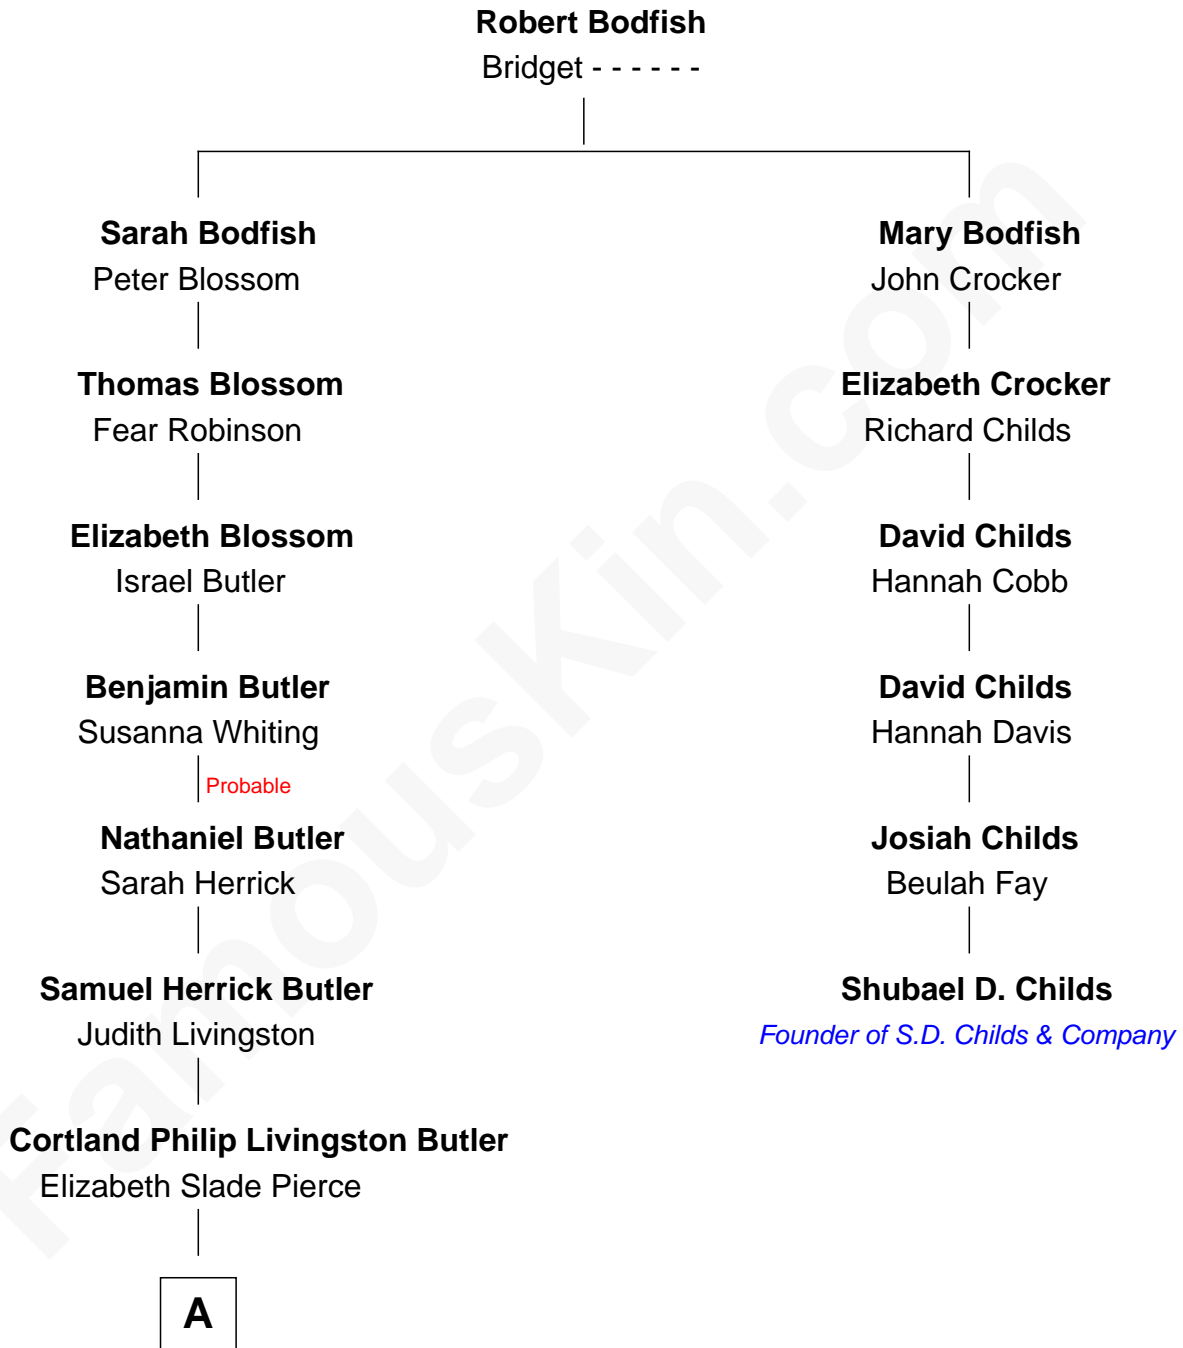 Robert Bodfish
Bridget - - - - - -
Sarah Bodfish
Peter Blossom
Mary Bodfish
John Crocker
Thomas Blossom
Fear Robinson
Elizabeth Crocker
Richard Childs
Elizabeth Blossom
Israel Butler
David Childs
Hannah Cobb
Benjamin Butler
Susanna Whiting
David Childs
Hannah Davis
Probable
Nathaniel Butler
Sarah Herrick
Josiah Childs
Beulah Fay
Samuel Herrick Butler
Judith Livingston
Shubael D. Childs
Founder of S.D. Childs & Company
Cortland Philip Livingston Butler
Elizabeth Slade Pierce
A
FamousKin.com